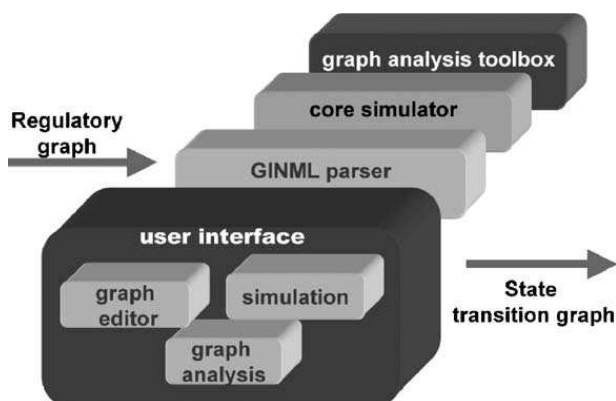 graph analysis toolbox
core simulator
Regulatory
graph
GINML parser
user interface
graph
editor
simulation
graph
analysis
State
transition graph